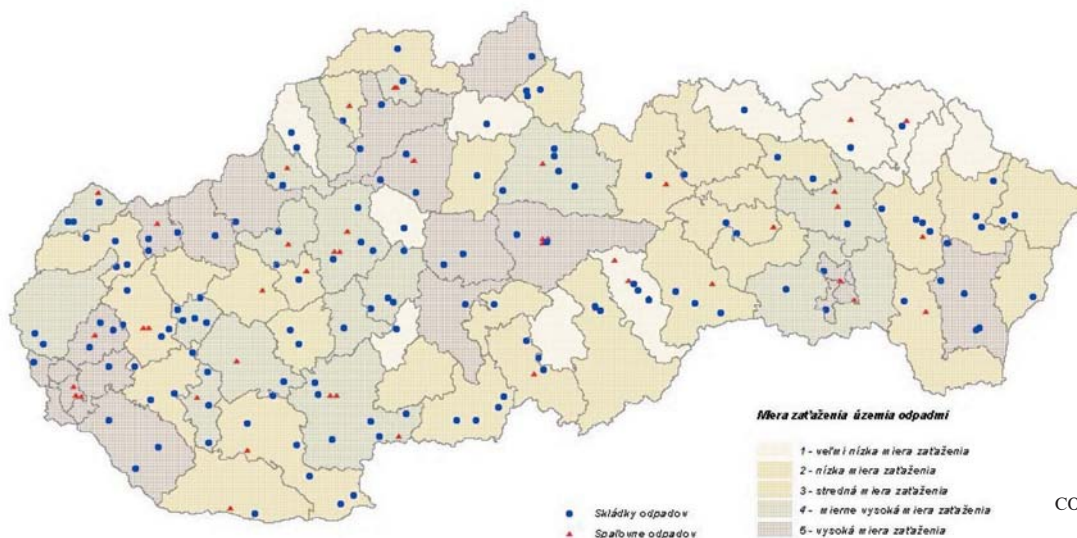 Miera zaťaženia územia odpadmi
1 - veľmi nízka miera zaťaženia
2 - nízka miera zaťaženia
3 - stredná miera zaťaženia
4 - mierne vysoká miera zaťaženia
5 - vysoká miera zaťaženia
Skládky odpadov
Spaľovne odpadov
CO